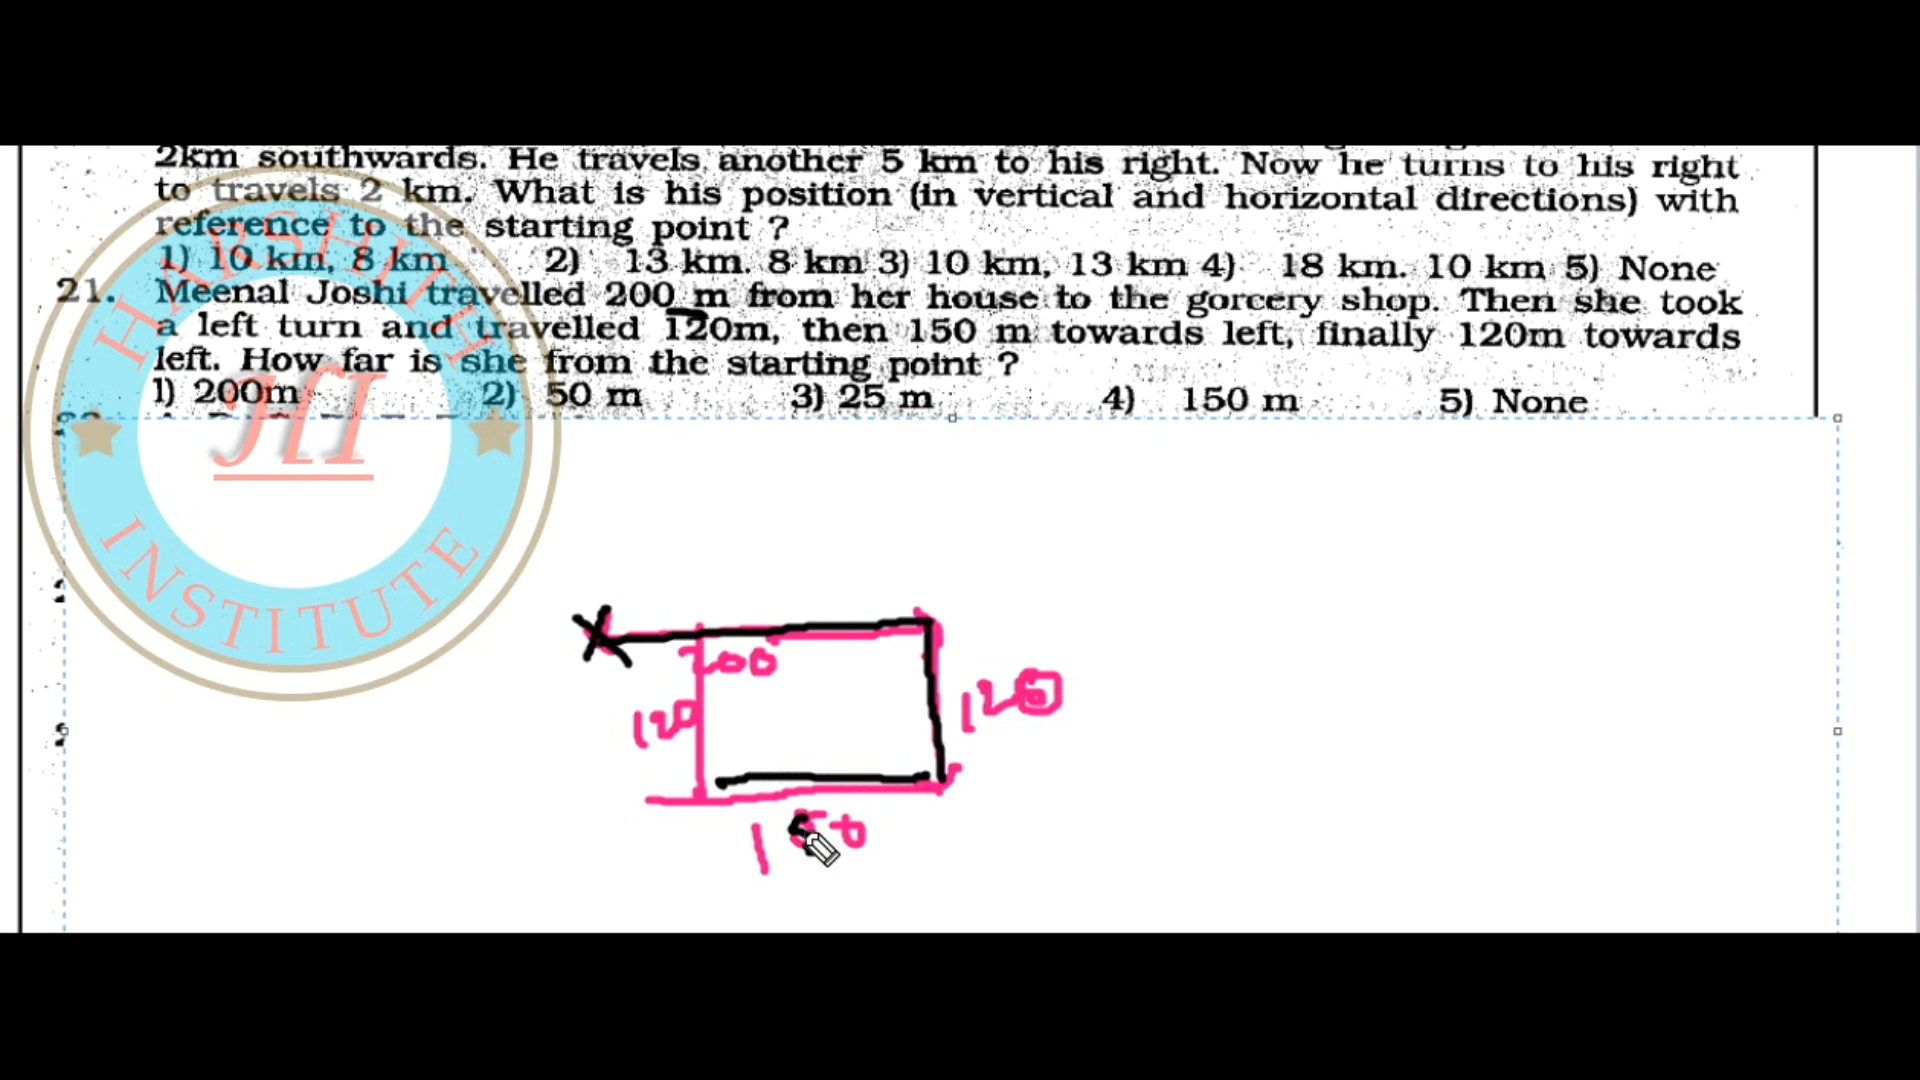 2km southwards. He travels another 5 km to his right. Now he turns to his right
to travels 2 km. What is his position (in vertical and horizontal directions) with
reference to the starting point ?
1) 10 km, 8 km 2) 13 km. 8 km 3) 10 km, 13 km 4) 18 km. 10 km 5) None
21. Meenal Joshi travelled 200 m from her house to the gorcery shop. Then she took
a left turn and travelled 120m, then 150 m towards left, finally 120m towards
left. How far is she from the starting point ?
1) 200m 2) 50 m 3) 25 m 4) 150 m 5) None
HARSHITH
HI
INSTITUTE
200
120
120
150